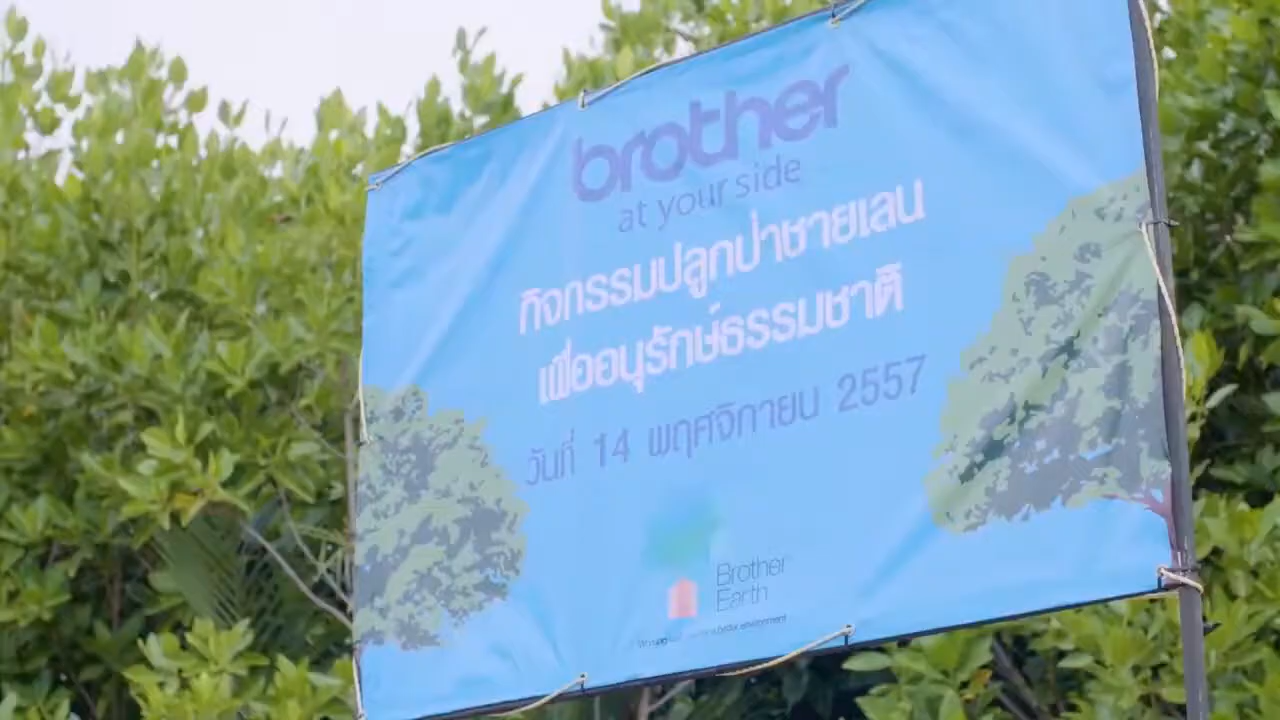 brother
at your side
กิจกรรมปลูกป่าชายเลน
เพื่ออนุรักษ์ธรรมชาติ
วันที่ 14 พฤศจิกายน 2557
Brother
Earth
environment